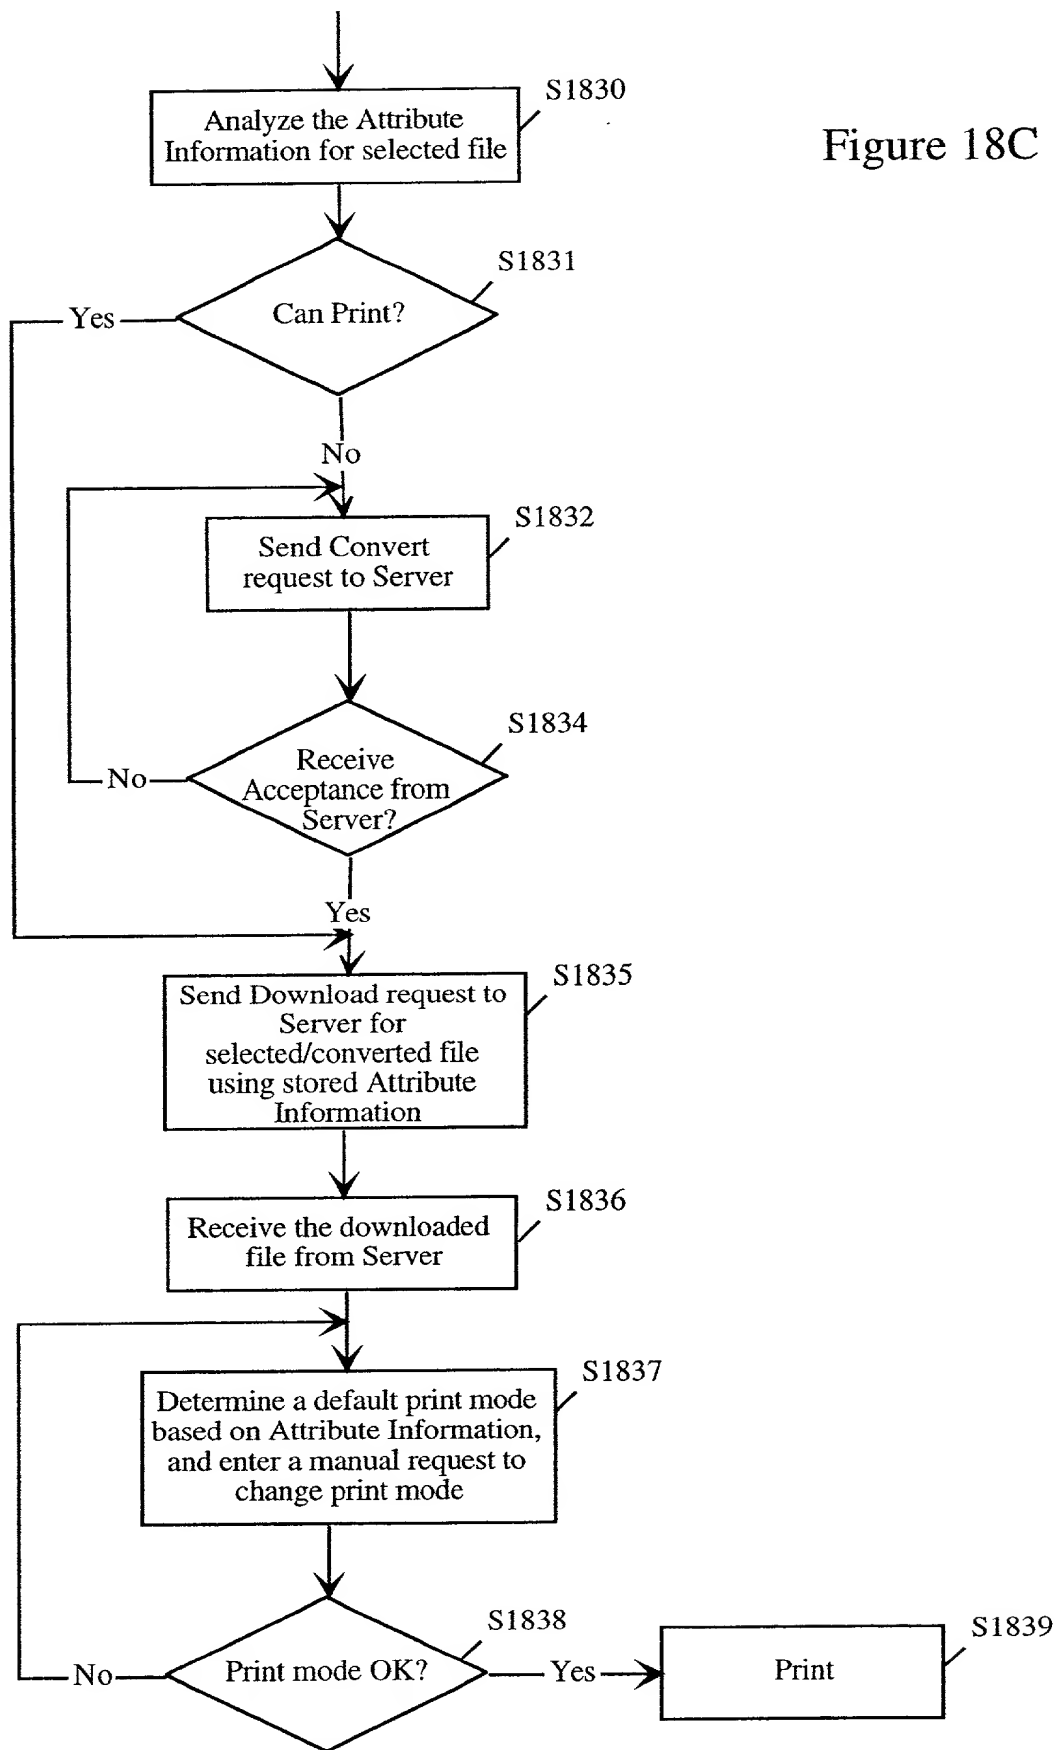 S1830
Analyze the Attribute
Information for selected file
Figure 18C
S1831
Can Print?
Yes
No
S1832
Send Convert
request to Server
S1834
Receive
Acceptance from
Server?
No
Yes
S1835
Send Download request to
Server for
selected/converted file
using stored Attribute
Information
S1836
Receive the downloaded
file from Server
S1837
Determine a default print mode
based on Attribute Information,
and enter a manual request to
change print mode
S1838
Print mode OK?
No
Yes
S1839
Print